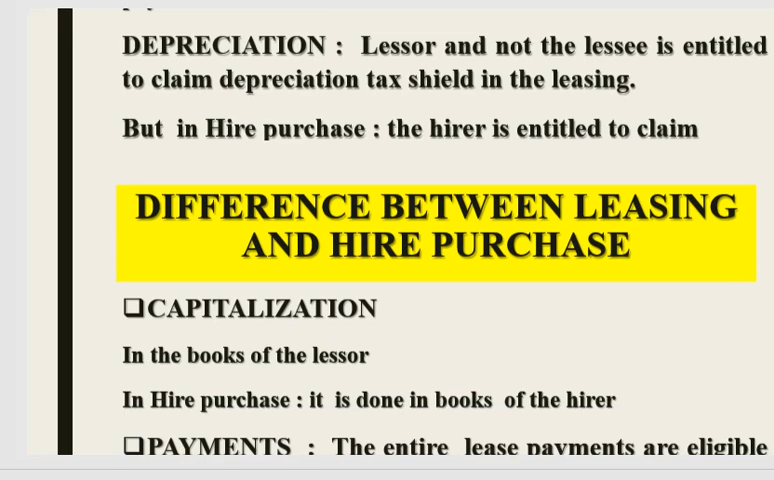 DEPRECIATION : Lessor and not the lessee is entitled
to claim depreciation tax shield in the leasing.
But in Hire purchase : the hirer is entitled to claim
DIFFERENCE BETWEEN LEASING
AND HIRE PURCHASE
❑CAPITALIZATION
In the books of the lessor
In Hire purchase : it is done in books of the hirer
❑PAYMENTS : The entire lease payments are eligible